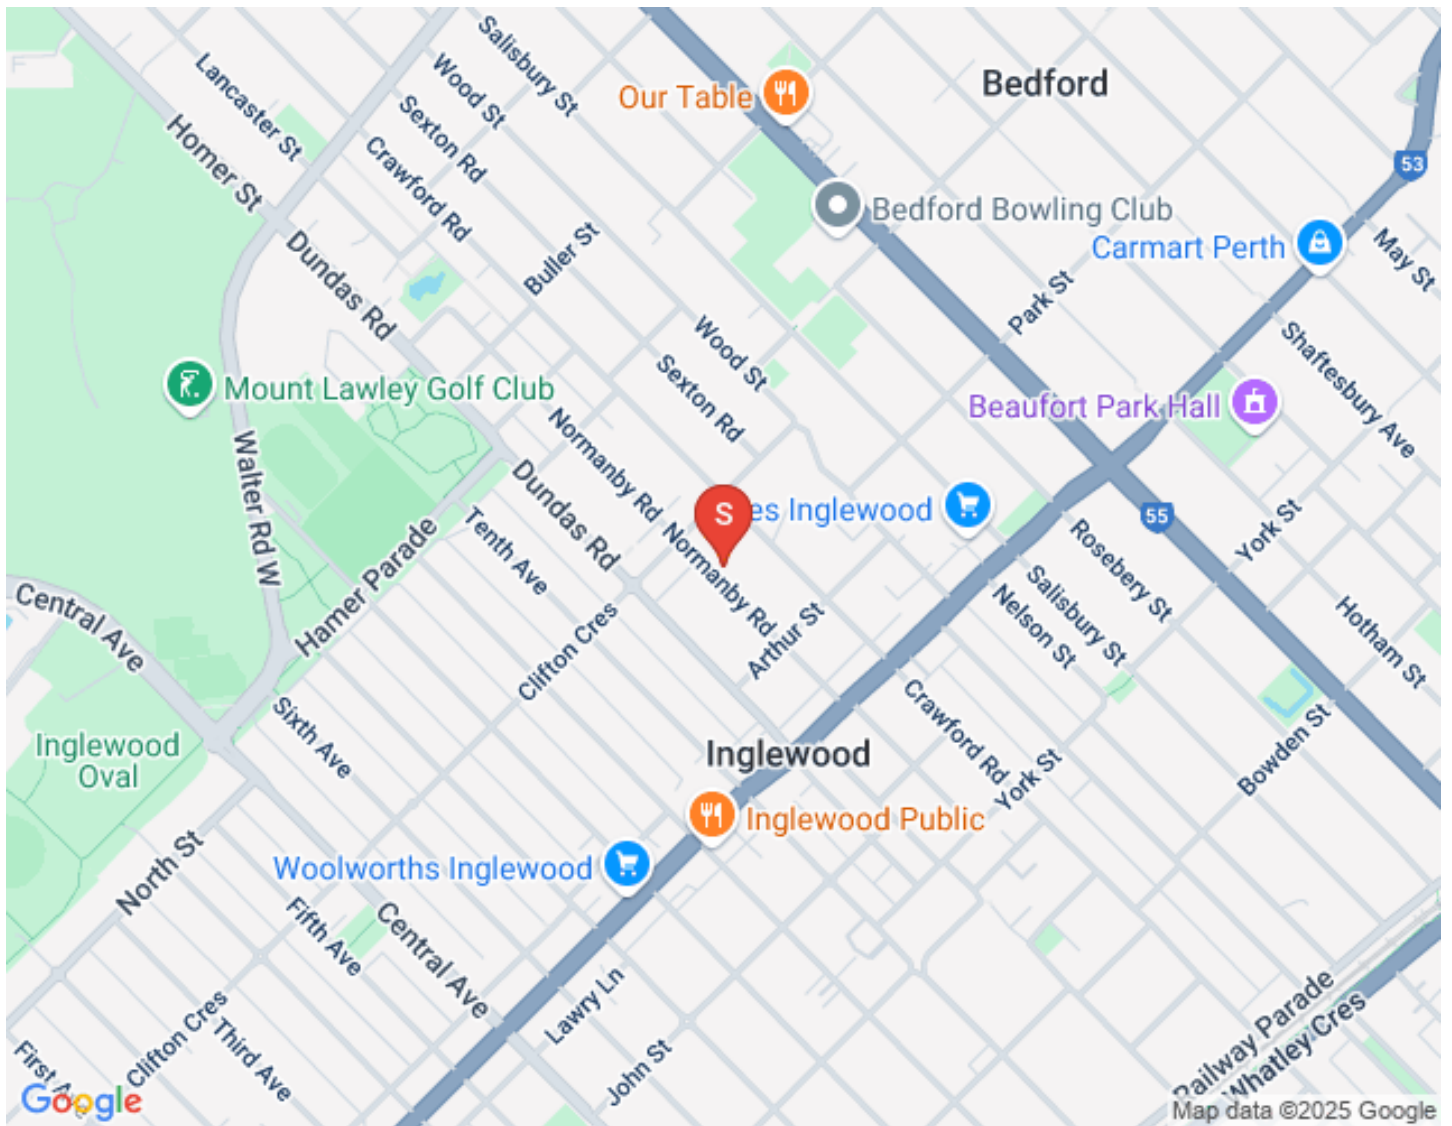 Salisbury St
Wood St
Lancaster St
Sexton Rd
Homer St
Crawford Rd
Our Table
Bedford
53
Bedford Bowling Club
Carmart Perth
May St
Buller St
Dundas Rd
Park St
Wood St
Shaftesbury Ave
Sexton Rd
Mount Lawley Golf Club
Beaufort Park Hall
Normanby Rd
Walter Rd W
Dundas Rd
S
es Inglewood
55
York St
Tenth Ave
Hamer Parade
Normanby Rd
Rosebery St
Salisbury St
Nelson St
Central Ave
Clifton Cres
Arthur St
Hotham St
Sixth Ave
Crawford Rd
Bowden St
Inglewood
Oval
Inglewood
York St
Inglewood Public
Woolworths Inglewood
North St
Fifth Ave
Central Ave
Lawry Ln
Railway Parade
Whatley Cres
Clifton Cres
Third Ave
First Ave
John St
Google
Map data ©2025 Google